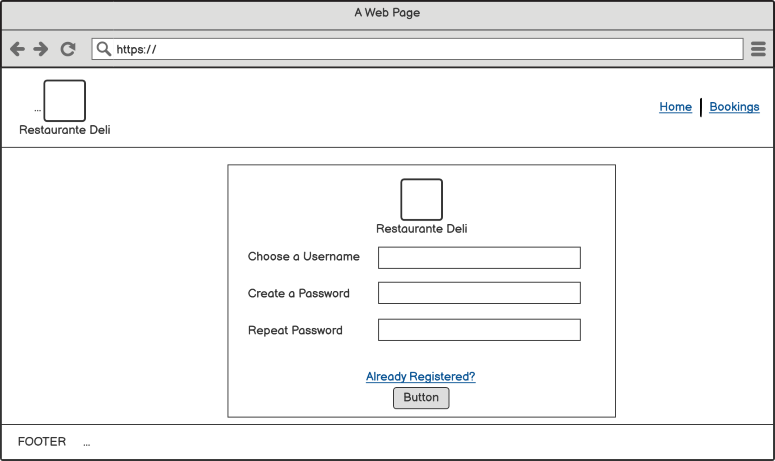 A Web Page
https://
...
Restaurante Deli
Home Bookings
Restaurante Deli
Choose a Username
Create a Password
Repeat Password
Already Registered?
Button
FOOTER ...